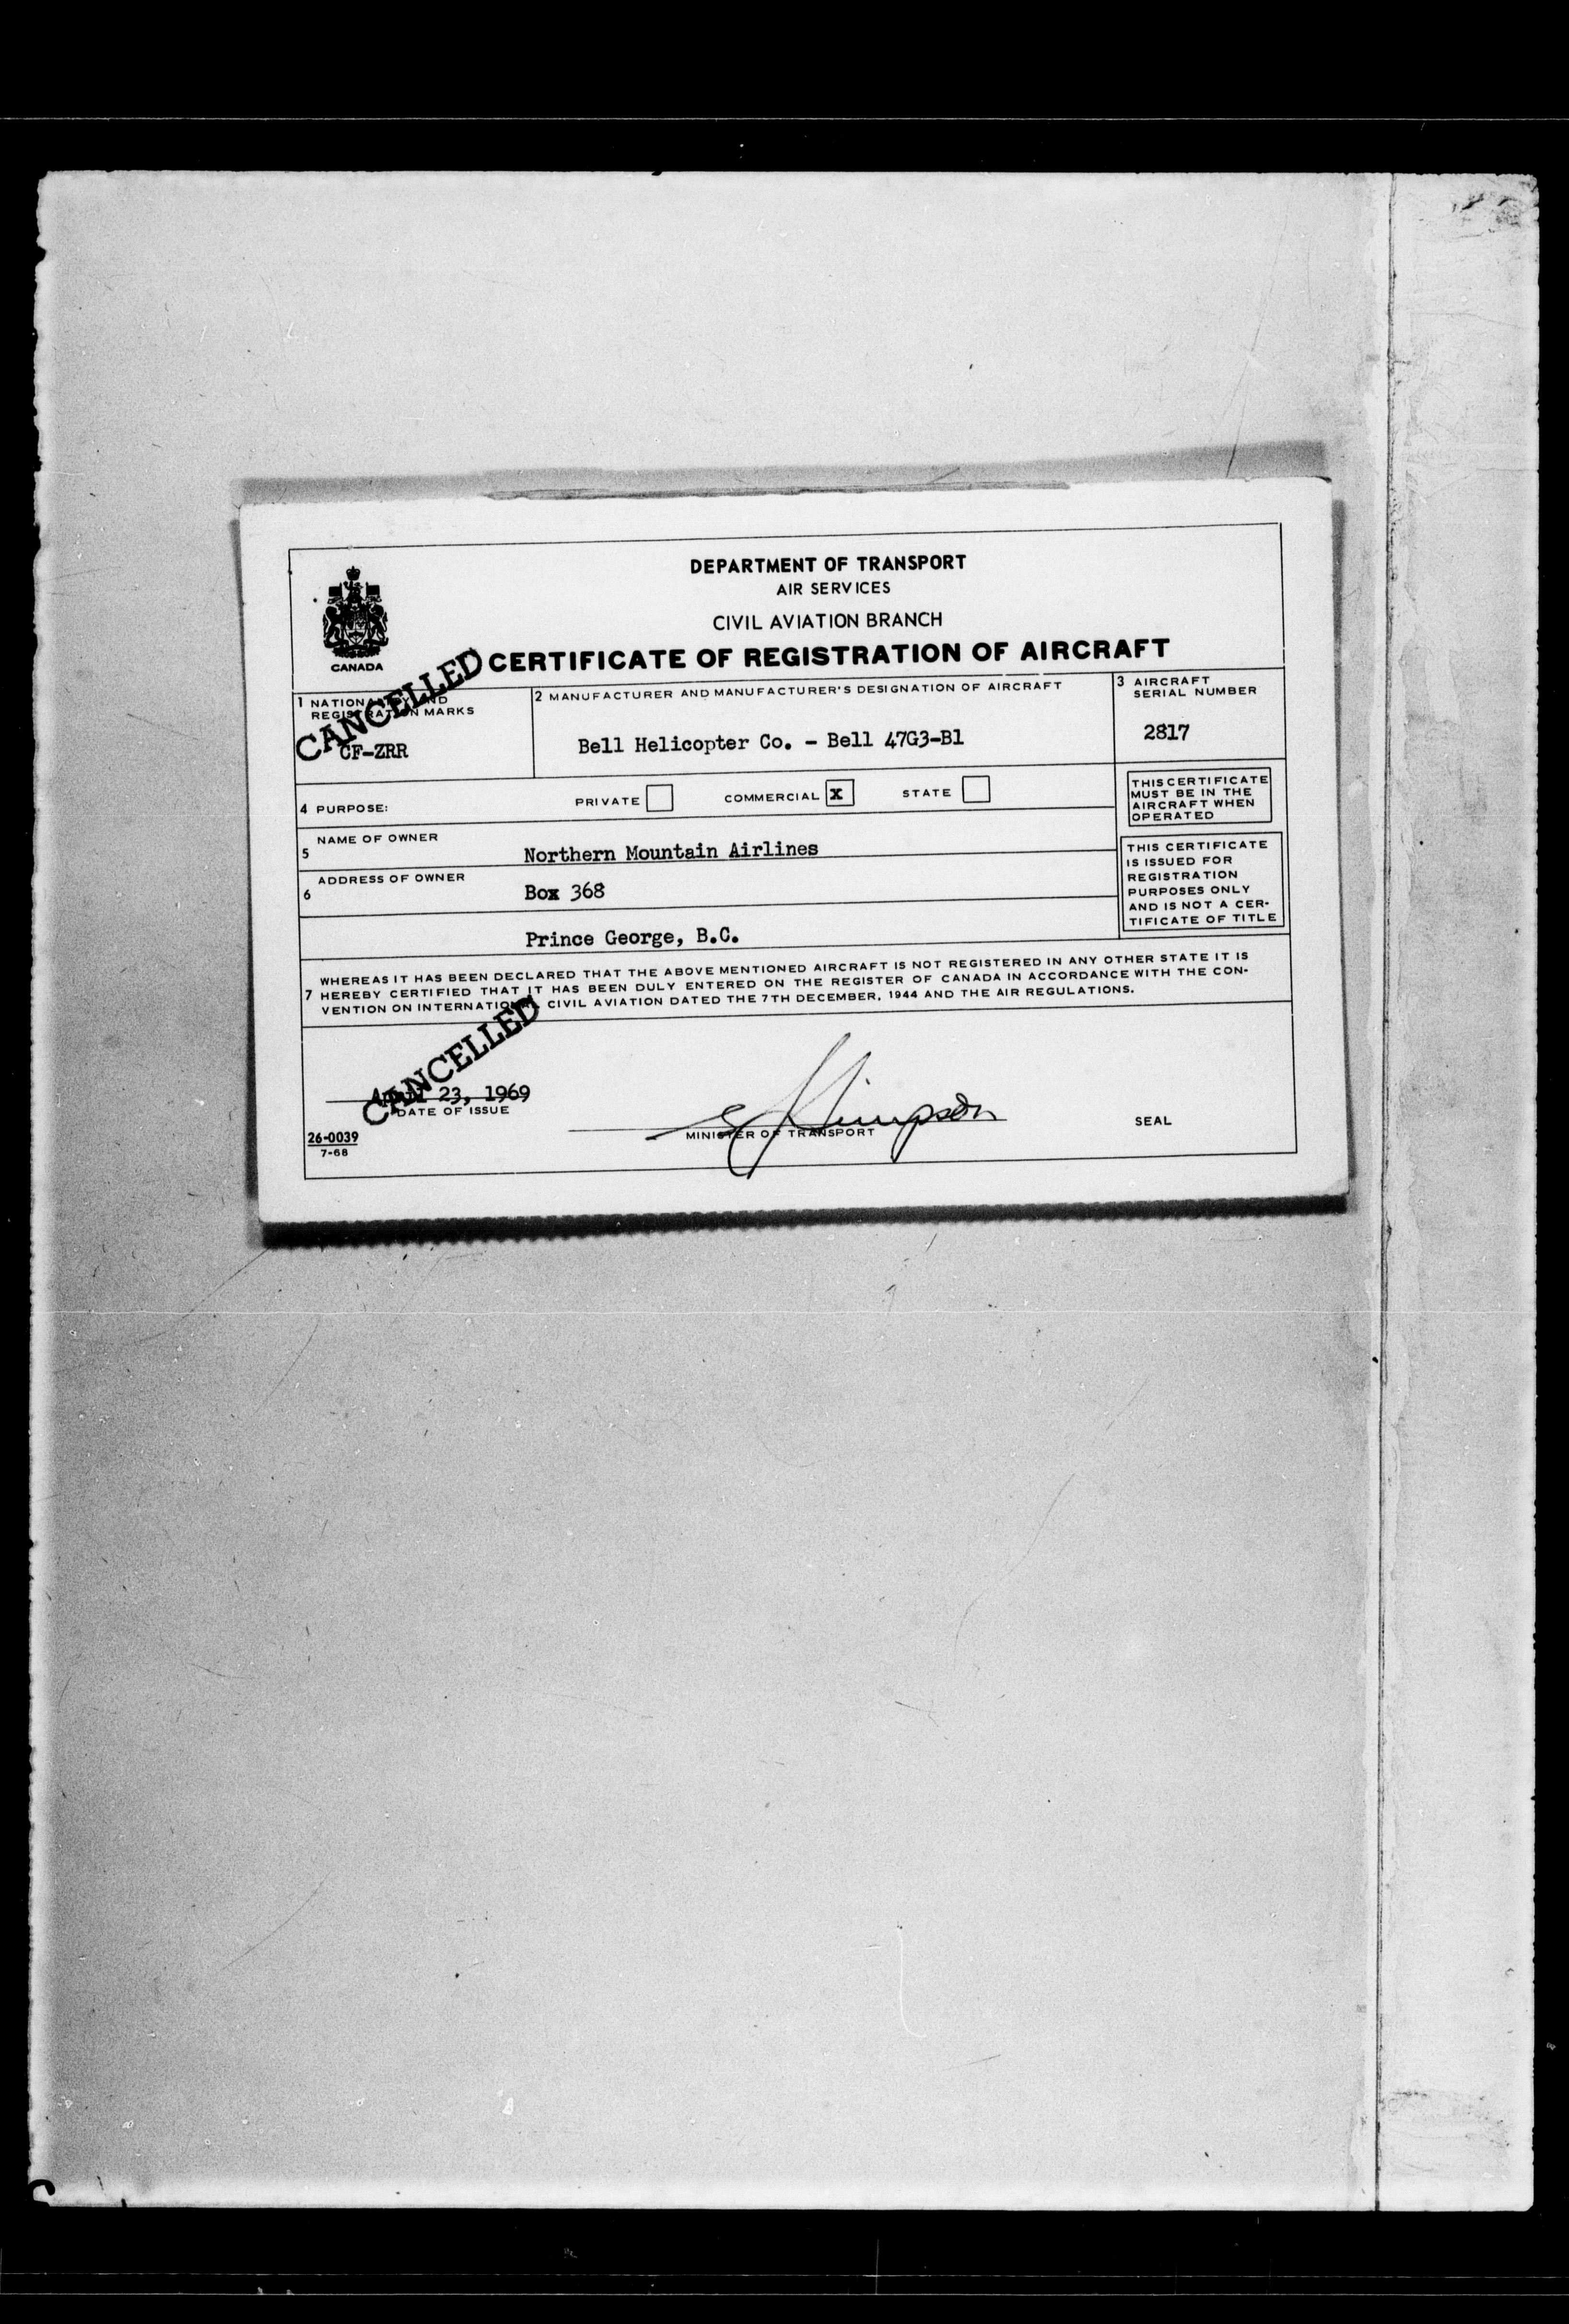 DEPARTMENT OF TRANSPORT
AIR SERVICES
CIVIL AVIATION BRANCH
CANADA
CERTIFICATE OF REGISTRATION OF AIRCRAFT
CANCELLED
1 NATIONALITY AND
REGISTRATION MARKS
CF-ZRR
2 MANUFACTURER AND MANUFACTURER'S DESIGNATION OF AIRCRAFT
Bell Helicopter Co. - Bell 47G3-B1
3 AIRCRAFT
SERIAL NUMBER
2817
4 PURPOSE: PRIVATE COMMERCIAL X STATE
THIS CERTIFICATE
MUST BE IN THE
AIRCRAFT WHEN
OPERATED
5 NAME OF OWNER
Northern Mountain Airlines
6 ADDRESS OF OWNER
Box 368
Prince George, B.C.
THIS CERTIFICATE
IS ISSUED FOR
REGISTRATION
PURPOSES ONLY
AND IS NOT A CER-
TIFICATE OF TITLE
WHEREAS IT HAS BEEN DECLARED THAT THE ABOVE MENTIONED AIRCRAFT IS NOT REGISTERED IN ANY OTHER STATE IT IS
7 HEREBY CERTIFIED THAT IT HAS BEEN DULY ENTERED ON THE REGISTER OF CANADA IN ACCORDANCE WITH THE CON-
VENTION ON INTERNATIONAL CIVIL AVIATION DATED THE 7TH DECEMBER, 1944 AND THE AIR REGULATIONS.
CANCELLED
April 23, 1969
DATE OF ISSUE
Simpson
MINISTER OF TRANSPORT
SEAL
26-0039
7-68